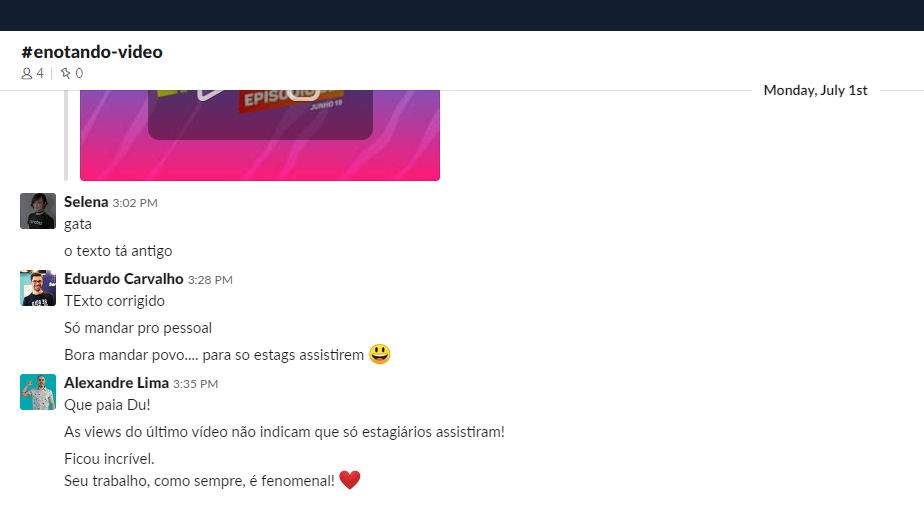 #enotando-video
4 | 0
Monday, July 1st
EPISÓDIO
JUNHO 19
Selena 3:02 PM
gata
o texto tá antigo
Eduardo Carvalho 3:28 PM
TExto corrigido
Só mandar pro pessoal
Bora mandar povo.... para so estags assistirem 😃
Alexandre Lima 3:35 PM
Que paia Du!
As views do último vídeo não indicam que só estagiários assistiram!
Ficou incrível.
Seu trabalho, como sempre, é fenomenal! ❤️